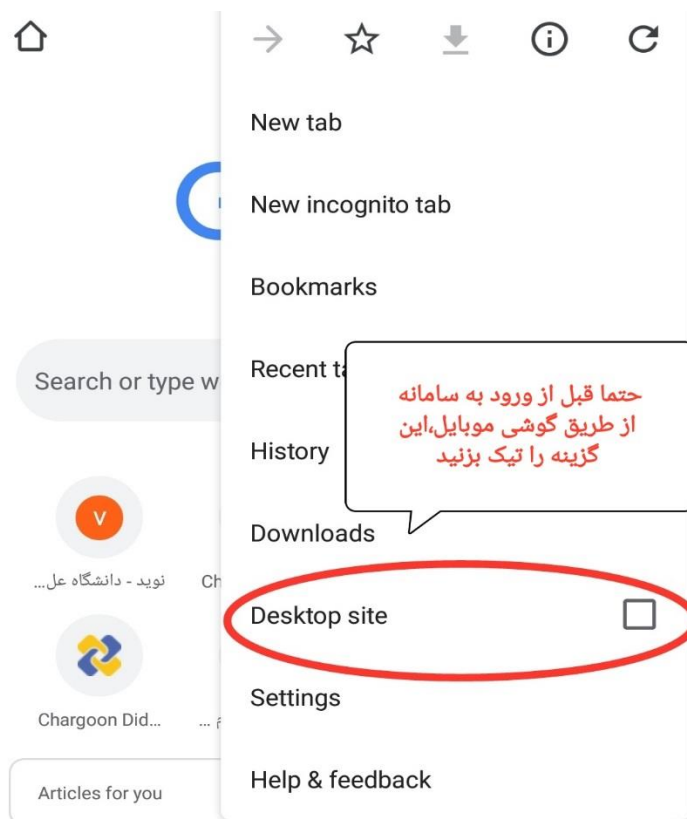 New tab
New incognito tab
Bookmarks
Search or type w
Recent ta
حتما قبل از ورود به سامانه
از طریق گوشی موبایل،این
گزینه را تیک بزنید
History
V
Downloads
نوید - دانشگاه عل...
Ch
Desktop site
Settings
Chargoon Did...
Help & feedback
Articles for you